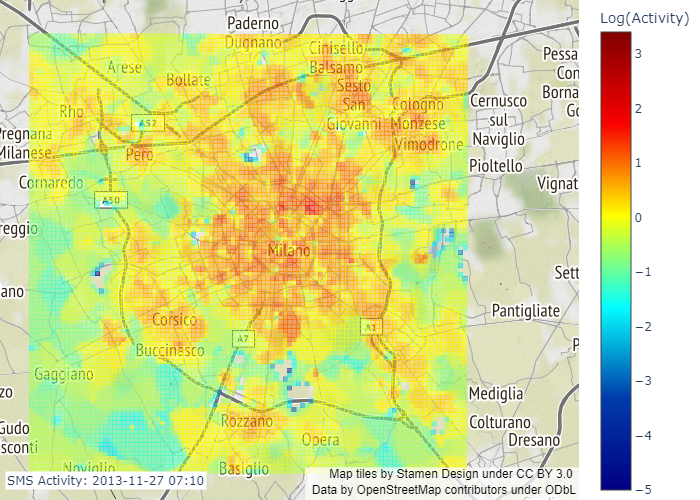 Log(Activity)
Paderno
Dugnano
Cinisello
Balsamo
Arese
Bollate
Sesto
San
Giovanni
Pessa
Con
Borna
Go
Rho
A52
Cologno
Monzese
Cernusco
sul
Naviglio
Pregnana
Milanese
Pero
Vimodrone
Pioltello
Cornaredo
Vignat
A50
reggio
Milano
Sett
ano
Pantigliate
Corsico
A7
A1
P
Buccinasco
Gaggiano
zo
Mediglia
Rozzano
Colturano
Gudo
sconti
Opera
Dresano
Noviglio
Basiglio
3
2
1
0
−1
−2
−3
−4
−5
SMS Activity: 2013-11-27 07:10
Map tiles by Stamen Design under CC BY 3.0
Data by OpenStreetMap contributors under ODbL